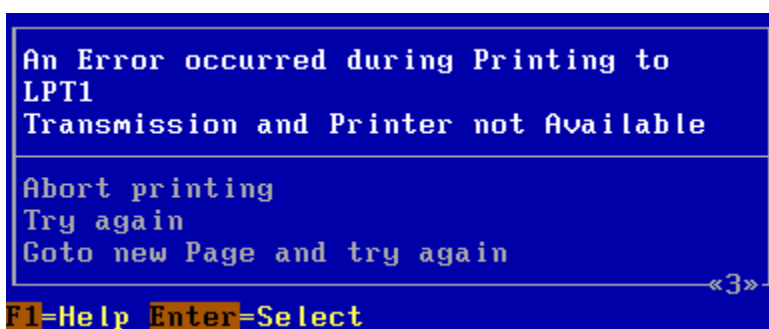 An Error occurred during Printing to
LPT1
Transmission and Printer not Available
Abort printing
Try again
Goto new Page and try again
«3»
F1=Help Enter=Select